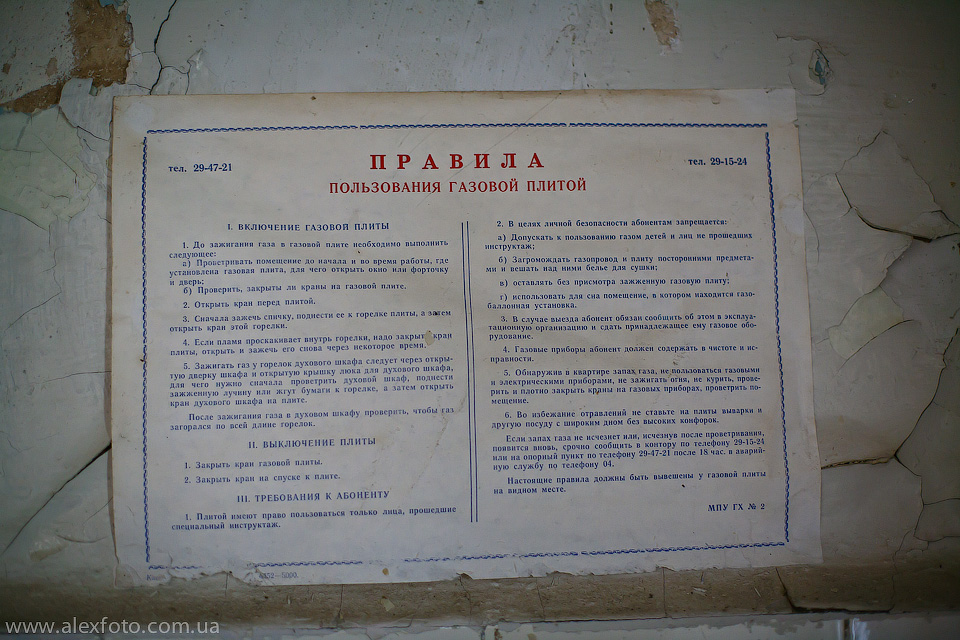 тел. 29-47-21
ПРАВИЛА
тел. 29-15-24
ПОЛЬЗОВАНИЯ ГАЗОВОЙ ПЛИТОЙ
I. ВКЛЮЧЕНИЕ ГАЗОВОЙ ПЛИТЫ
1. До зажигания газа в газовой плите необходимо выполнить
следующее:
а) Проветривать помещение до начала и во время работы, где
установлена газовая плита, для чего открыть окно или форточку
и дверь;
б) Проверить, закрыты ли краны на газовой плите.
2. Открыть кран перед плитой.
3. Сначала зажечь спичку, поднести ее к горелке плиты, а затем
открыть кран этой горелки.
4. Если пламя проскакивает внутрь горелки, надо закрыть кран
плиты, открыть и зажечь его снова через некоторое время.
5. Зажигать газ у горелок духового шкафа следует через откры-
тую дверку шкафа и открытую крышку люка для духового шкафа,
для чего нужно сначала проветрить духовой шкаф, поднести
зажженную лучину или жгут бумаги к горелке, а затем открыть
кран духового шкафа на плите.
После зажигания газа в духовом шкафу проверить, чтобы газ
загорался по всей длине горелок.
II. ВЫКЛЮЧЕНИЕ ПЛИТЫ
1. Закрыть кран газовой плиты.
2. Закрыть кран на спуске к плите.
III. ТРЕБОВАНИЯ К АБОНЕНТУ
1. Плитой имеют право пользоваться только лица, прошедшие
специальный инструктаж.
2. В целях личной безопасности абонентам запрещается:
а) Допускать к пользованию газом детей и лиц не прошедших
инструктаж;
б) Загромождать газопровод и плиту посторонними предмета-
ми и вешать над ними белье для сушки;
в) оставлять без присмотра зажженную газовую плиту;
г) использовать для сна помещение, в котором находится газо-
баллонная установка.
3. В случае выезда абонент обязан сообщить об этом в эксплуа-
тационную организацию и сдать принадлежащее ему газовое обо-
рудование.
4. Газовые приборы абонент должен содержать в чистоте и ис-
правности.
5. Обнаружив в квартире запах газа, не пользоваться газовыми
и электрическими приборами, не зажигать огня, не курить, прове-
рить и плотно закрыть краны на газовых приборах, проветрить по-
мещение.
6. Во избежание отравлений не ставьте на плиты выварки и
другую посуду с широким дном без высоких конфорок.
Если запах газа не исчезнет или, исчезнув после проветривания,
появится вновь, срочно сообщить в контору по телефону 29-15-24
или на опорный пункт по телефону 29-47-21 после 18 час. в аварий-
ную службу по телефону 04.
Настоящие правила должны быть вывешены у газовой плиты
на видном месте.
МПУ ГХ № 2
www.alexfoto.com.ua